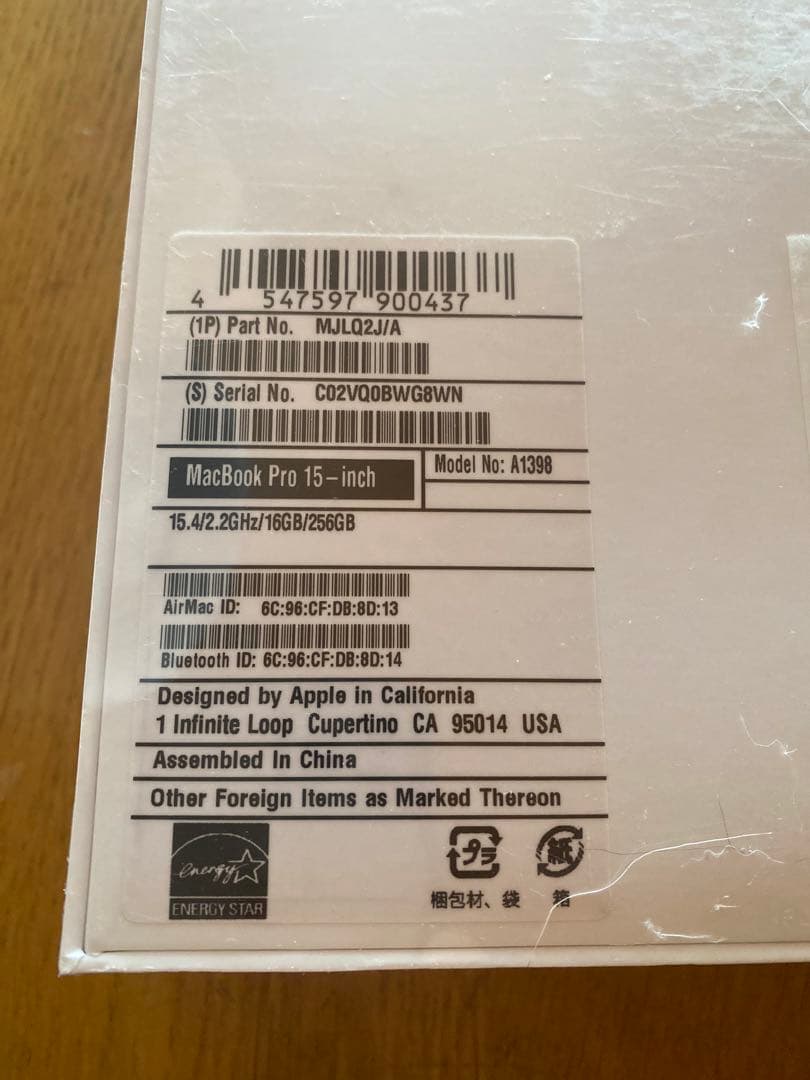 4 547597 900437
(1P) Part No. MJLQ2J/A
(S) Serial No. C02VQ0BWG8WN
MacBook Pro 15-inch
Model No: A1398
15.4/2.2GHz/16GB/256GB
AirMac ID: 6C:96:CF:DB:8D:13
Bluetooth ID: 6C:96:CF:DB:8D:14
Designed by Apple in California
1 Infinite Loop Cupertino CA 95014 USA
Assembled In China
Other Foreign Items as Marked Thereon
energy
ENERGY STAR
プラ
紙
梱包材、袋
箱